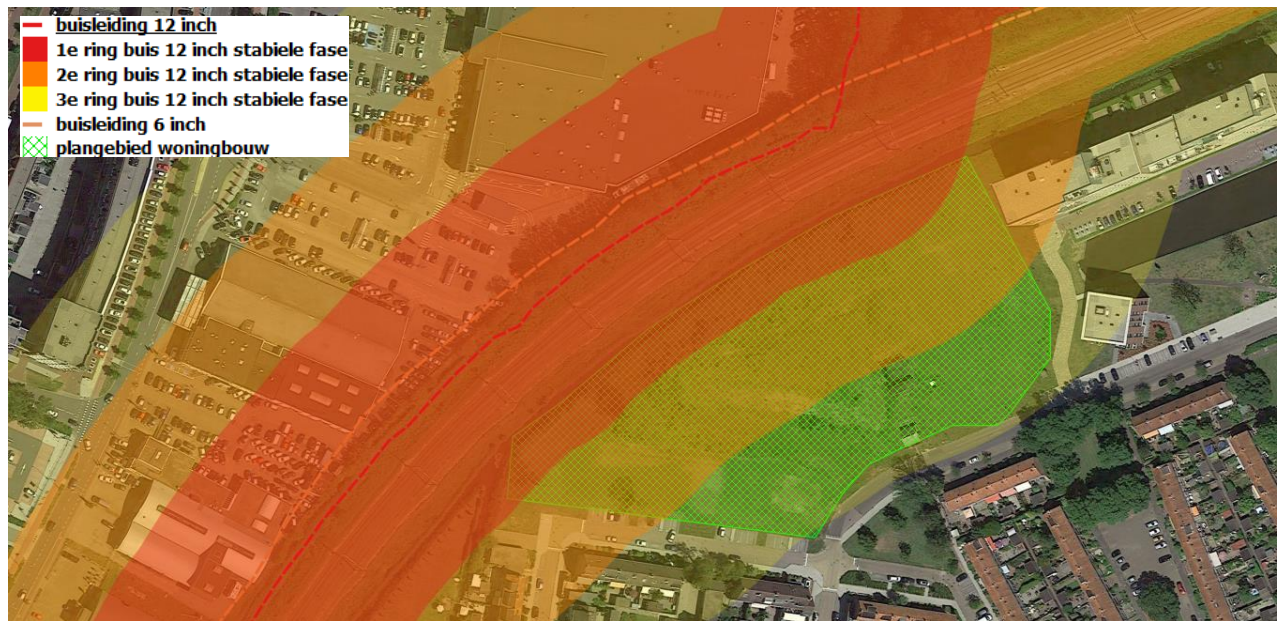 buisleiding 12 inch
1e ring buis 12 inch stabiele fase
2e ring buis 12 inch stabiele fase
3e ring buis 12 inch stabiele fase
buisleiding 6 inch
plangebied woningbouw